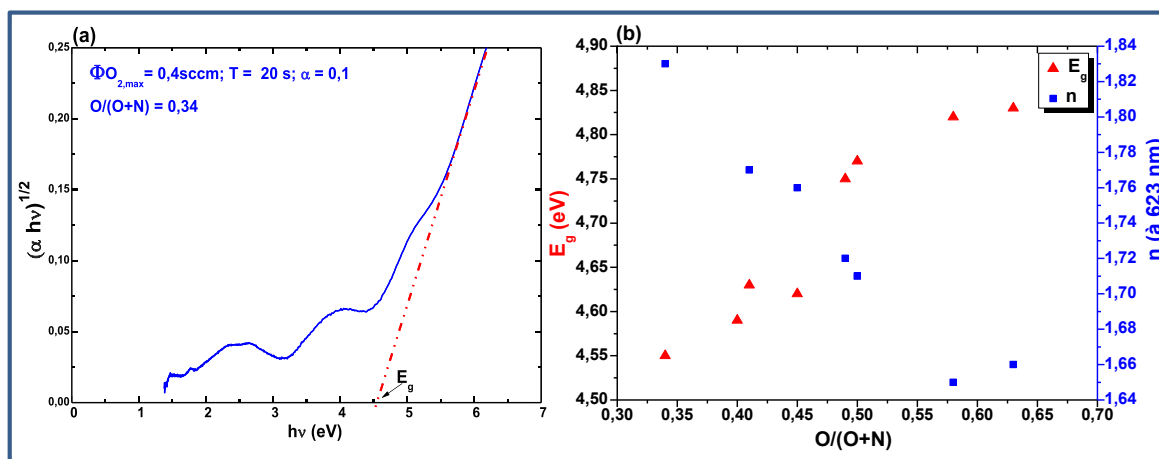 (a)
ΦO2,max = 0,4sccm; T = 20 s; α = 0,1
O/(O+N) = 0,34
0,25
0,20
0,15
0,10
0,05
0,00
(α hν)1/2
Eg
0 1 2 3 4 5 6 7
hν (eV)
(b)
Eg
n
4,90
4,85
4,80
4,75
4,70
4,65
4,60
4,55
4,50
Eg (eV)
1,84
1,82
1,80
1,78
1,76
1,74
1,72
1,70
1,68
1,66
1,64
n (à 623 nm)
0,30 0,35 0,40 0,45 0,50 0,55 0,60 0,65 0,70
O/(O+N)